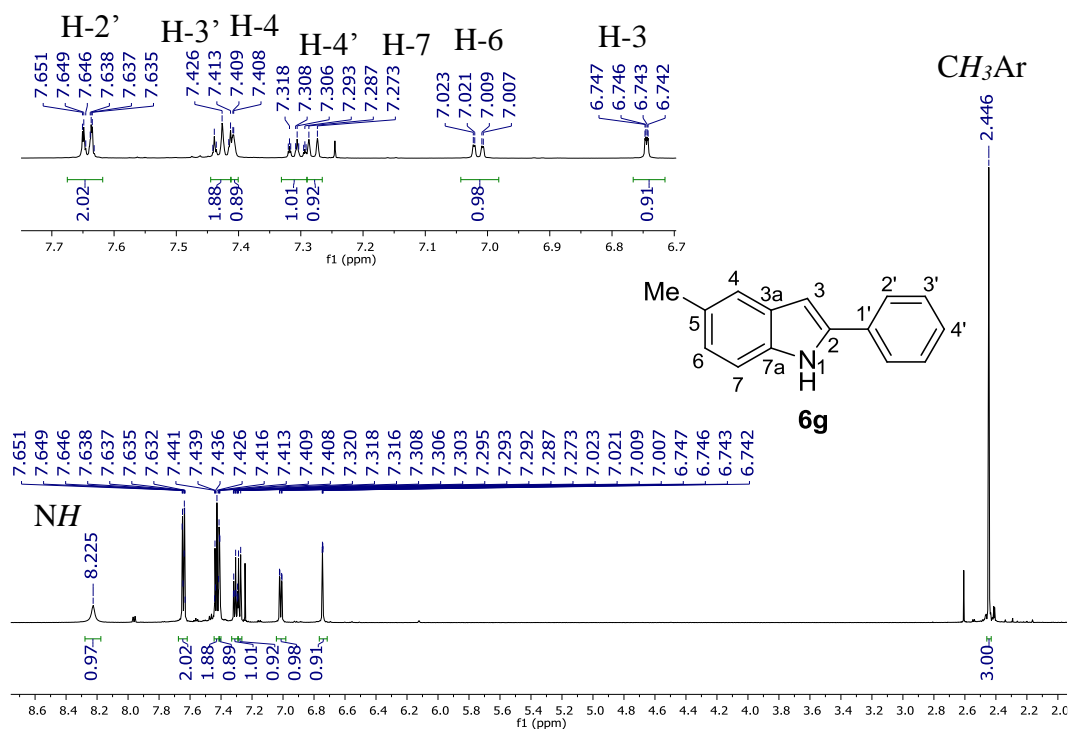 H-2’ H-3’ H-4 H-4’ H-7 H-6 H-3
CH3Ar
7.651 7.649 7.646 7.638 7.637 7.635 7.426 7.413 7.409 7.408 7.318 7.308 7.306 7.293 7.287 7.273 7.023 7.021 7.009 7.007 6.747 6.746 6.743 6.742
2.446
2.02 1.88 0.89 1.01 0.92 0.98 0.91
7.7 7.6 7.5 7.4 7.3 7.2 7.1 7.0 6.9 6.8 6.7
f1 (ppm)
Me 4 3a 3 2' 3'
5 1' 4'
6 7a 2
7 N1
H
6g
7.651 7.649 7.646 7.638 7.637 7.635 7.632 7.441 7.439 7.436 7.426 7.416 7.413 7.409 7.408 7.320 7.318 7.316 7.308 7.306 7.303 7.295 7.293 7.292 7.287 7.273 7.023 7.021 7.009 7.007 6.747 6.746 6.743 6.742
NH
8.225
0.97 2.02 1.88 0.89 1.01 0.92 0.98 0.91 3.00
8.6 8.4 8.2 8.0 7.8 7.6 7.4 7.2 7.0 6.8 6.6 6.4 6.2 6.0 5.8 5.6 5.4 5.2 5.0 4.8 4.6 4.4 4.2 4.0 3.8 3.6 3.4 3.2 3.0 2.8 2.6 2.4 2.2 2.0
f1 (ppm)